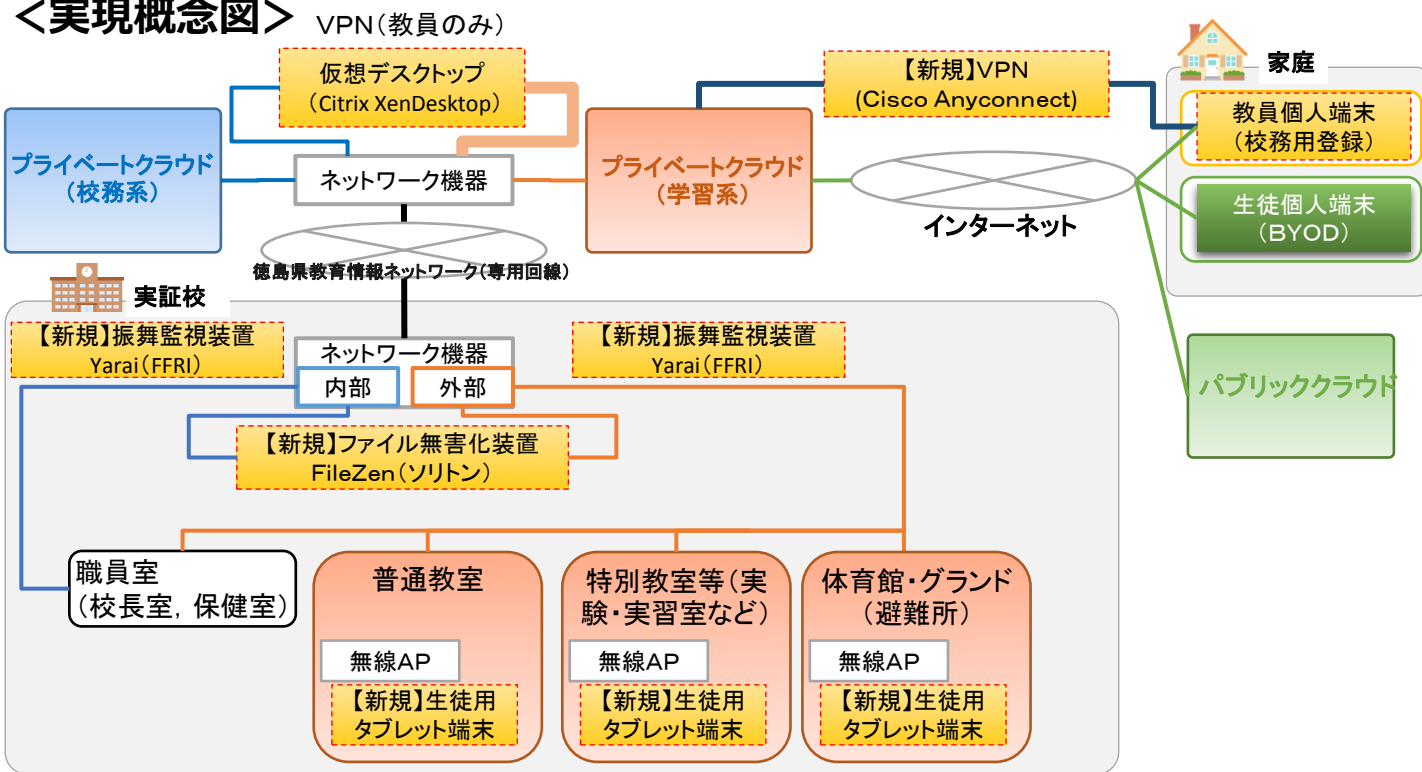 ＜実現概念図＞
VPN(教員のみ)
仮想デスクトップ
(Citrix XenDesktop)
【新規】VPN
(Cisco Anyconnect)
家庭
教員個人端末
(校務用登録)
プライベートクラウド
(校務系)
ネットワーク機器
プライベートクラウド
(学習系)
生徒個人端末
(BYOD)
インターネット
徳島県教育情報ネットワーク(専用回線)
実証校
【新規】振舞監視装置
Yarai(FFRI)
ネットワーク機器
内部
外部
【新規】振舞監視装置
Yarai(FFRI)
パブリッククラウド
【新規】ファイル無害化装置
FileZen(ソリトン)
職員室
(校長室，保健室)
普通教室
無線AP
【新規】生徒用
タブレット端末
特別教室等(実
験・実習室など)
無線AP
【新規】生徒用
タブレット端末
体育館・グランド
(避難所)
無線AP
【新規】生徒用
タブレット端末